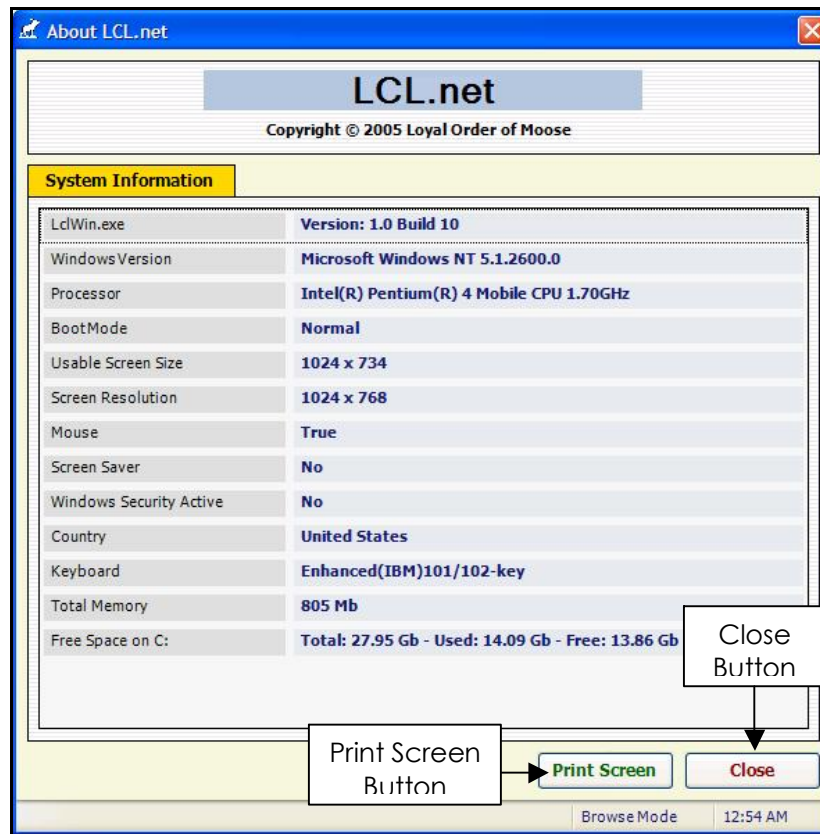 About LCL.net
LCL.net
Copyright © 2005 Loyal Order of Moose
System Information
LclWin.exe Version: 1.0 Build 10
Windows Version Microsoft Windows NT 5.1.2600.0
Processor Intel(R) Pentium(R) 4 Mobile CPU 1.70GHz
BootMode Normal
Usable Screen Size 1024 x 734
Screen Resolution 1024 x 768
Mouse True
Screen Saver No
Windows Security Active No
Country United States
Keyboard Enhanced(IBM)101/102-key
Total Memory 805 Mb
Free Space on C: Total: 27.95 Gb - Used: 14.09 Gb - Free: 13.86 Gb
Close
Button
Print Screen
Button
Print Screen Close
Browse Mode 12:54 AM